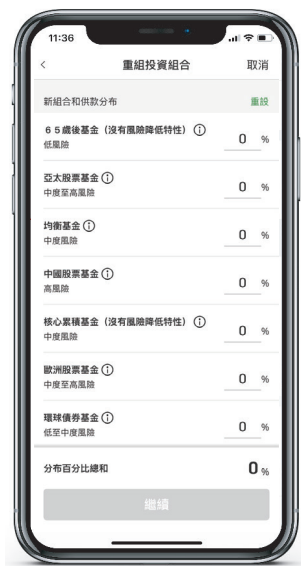 11:36
重組投資組合 取消
新組合和供款分布 重設
６５歲後基金（沒有風險降低特性） 0 %
低風險
亞太股票基金 0 %
中度至高風險
均衡基金 0 %
中度風險
中國股票基金 0 %
高風險
核心累積基金（沒有風險降低特性） 0 %
中度風險
歐洲股票基金 0 %
中度至高風險
環球債券基金 0 %
低至中度風險
分布百分比總和 0 %
繼續